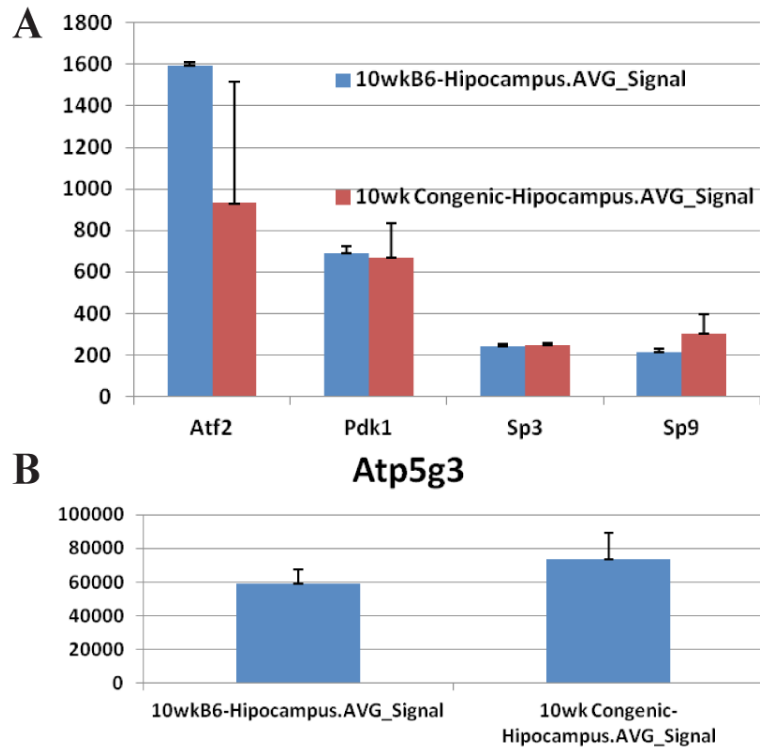 A
1800
1600
1400
1200
1000
800
600
400
200
0
10wkB6-Hipocampus.AVG_Signal
10wk Congenic-Hipocampus.AVG_Signal
Atf2 Pdk1 Sp3 Sp9
B
Atp5g3
100000
80000
60000
40000
20000
0
10wkB6-Hipocampus.AVG_Signal
10wk Congenic-
Hipocampus.AVG_Signal